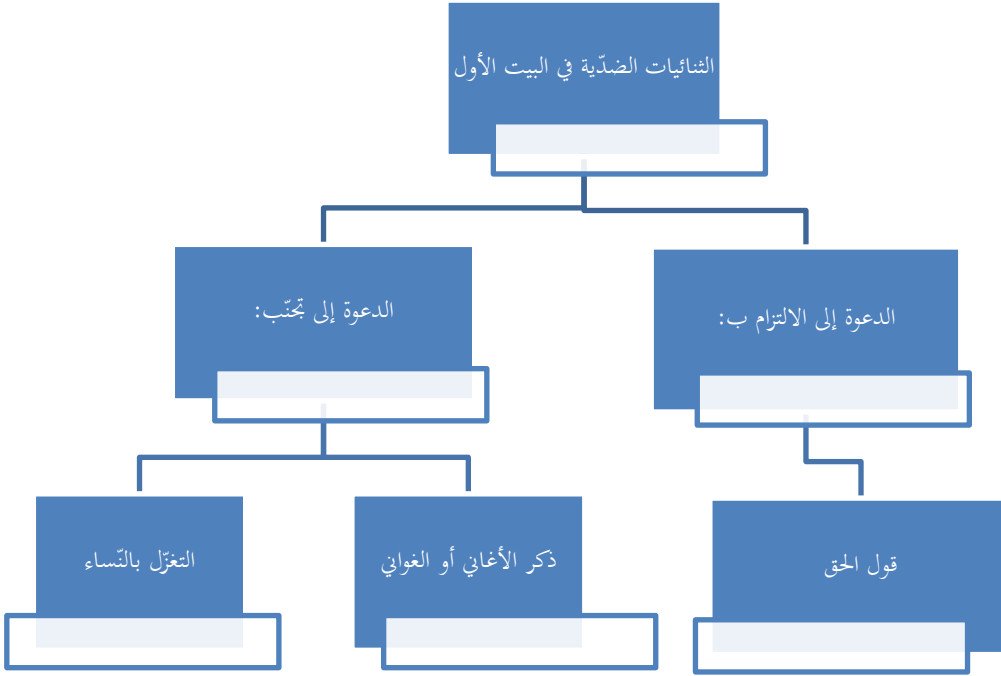 الثنائيات الضدّية في البيت الأول
الدعوة إلى الالتزام ب:
الدعوة إلى تجنّب:
قول الحق
ذكر الأغاني أو الغواني
التغزّل بالنّساء